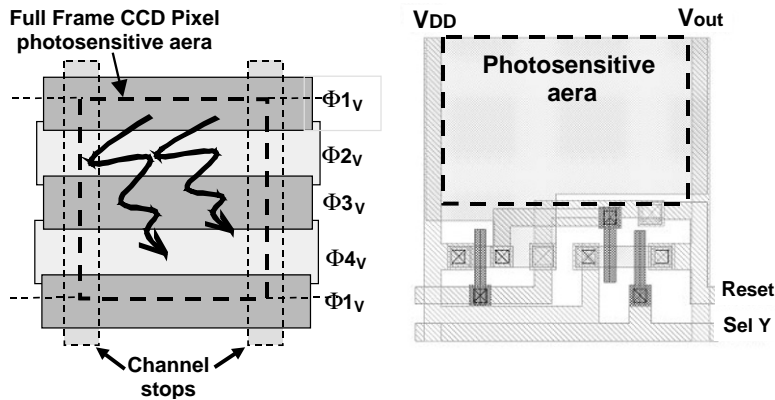 Full Frame CCD Pixel
photosensitive aera
Φ1V
Φ2V
Φ3V
Φ4V
Φ1V
Channel
stops
VDD
Vout
Photosensitive
aera
Reset
Sel Y